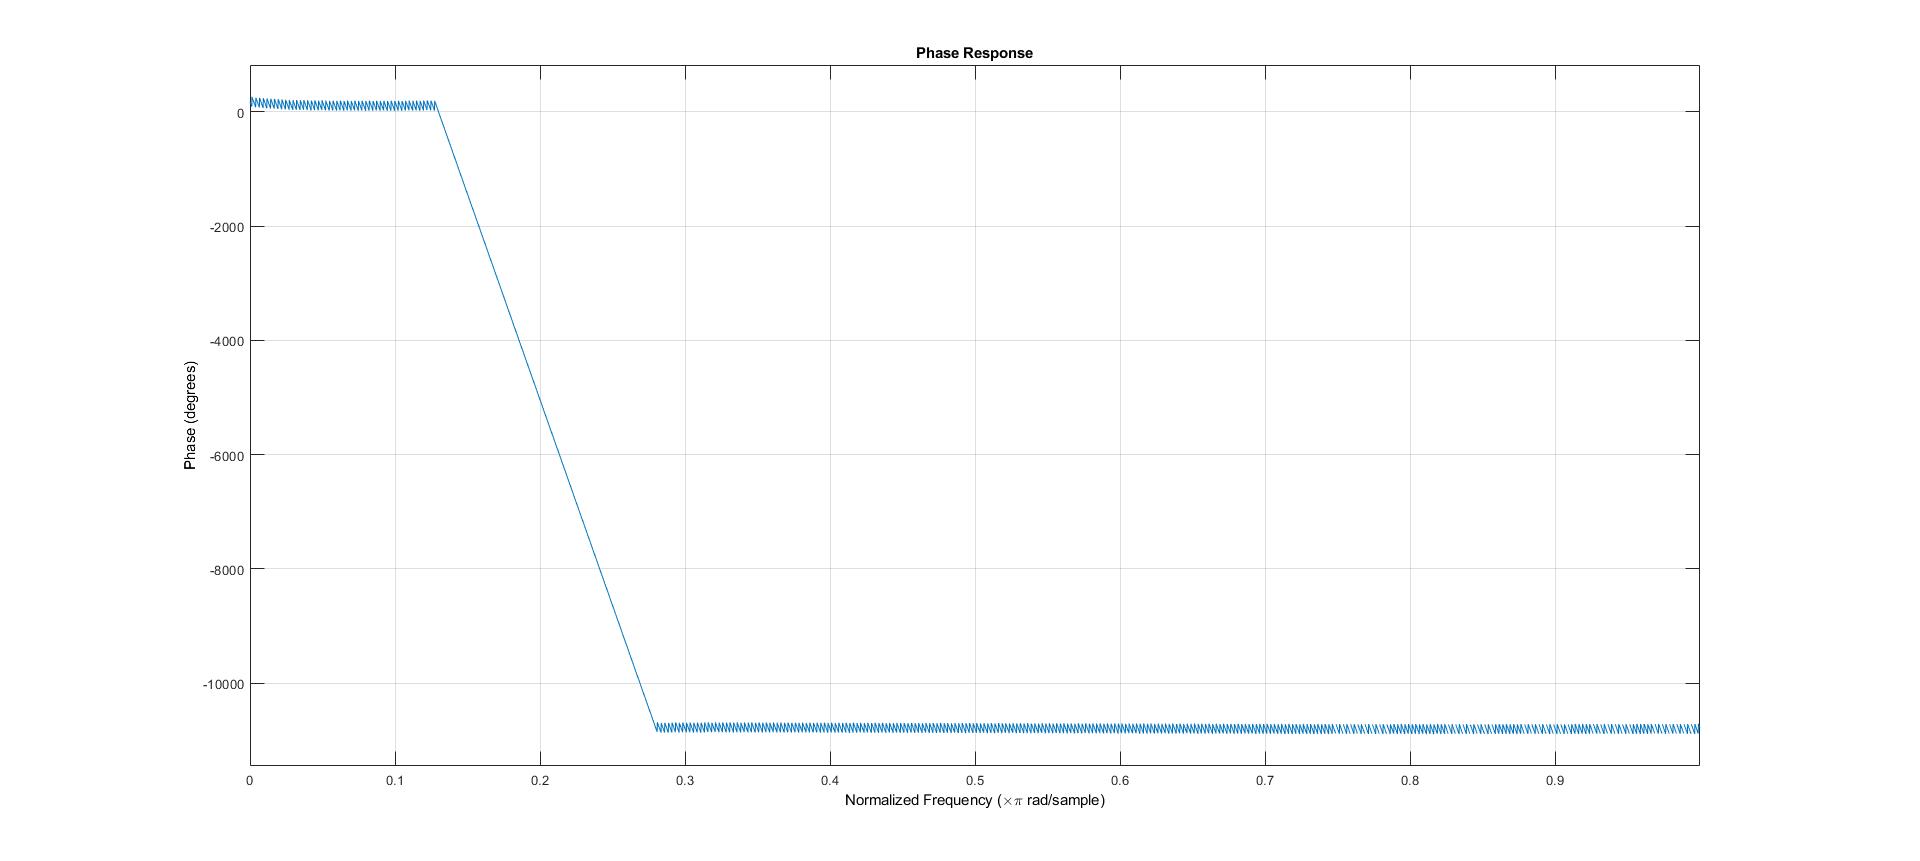 Phase Response
0
-2000
-4000
-6000
-8000
-10000
Phase (degrees)
0 0.1 0.2 0.3 0.4 0.5 0.6 0.7 0.8 0.9
Normalized Frequency (×π rad/sample)